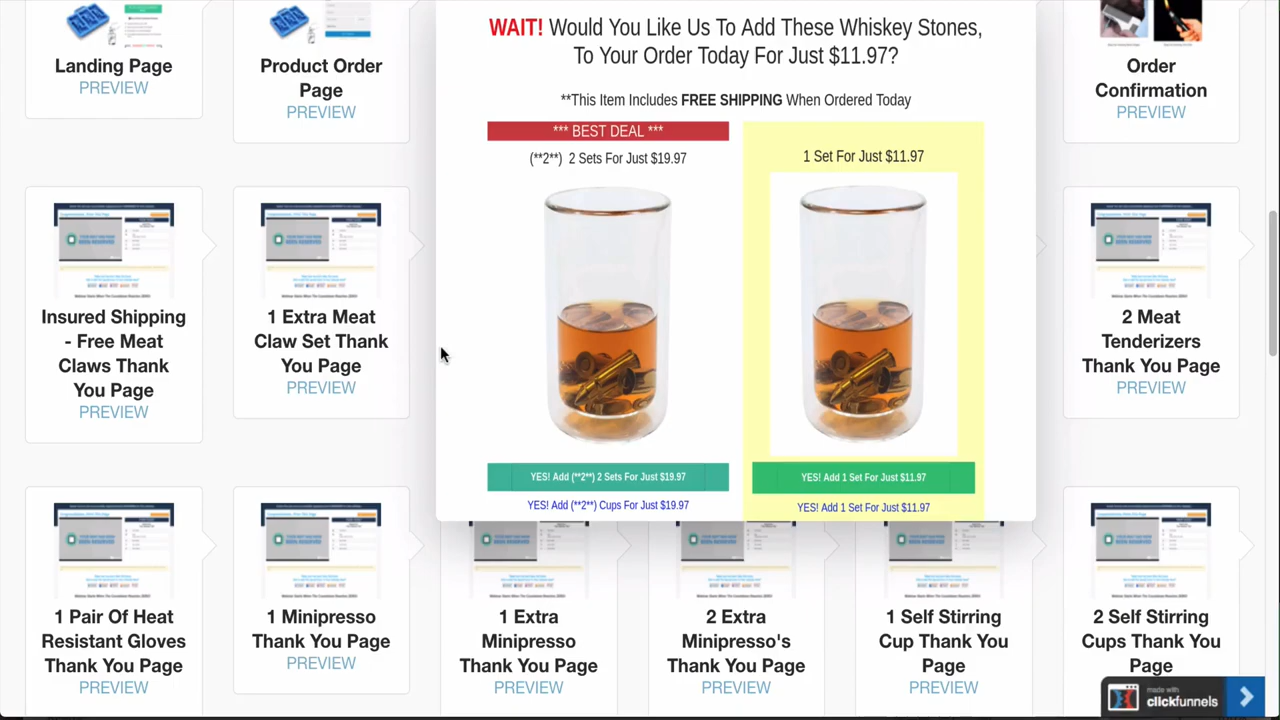 Landing Page
PREVIEW
Product Order
Page
PREVIEW
WAIT! Would You Like Us To Add These Whiskey Stones,
To Your Order Today For Just $11.97?
**This Item Includes FREE SHIPPING When Ordered Today
*** BEST DEAL ***
(**2**) 2 Sets For Just $19.97
1 Set For Just $11.97
YES! Add (**2**) 2 Sets For Just $19.97
YES! Add (**2**) Cups For Just $19.97
YES! Add 1 Set For Just $11.97
YES! Add 1 Set For Just $11.97
Order
Confirmation
PREVIEW
Insured Shipping
- Free Meat
Claws Thank
You Page
PREVIEW
1 Extra Meat
Claw Set Thank
You Page
PREVIEW
2 Meat
Tenderizers
Thank You Page
PREVIEW
1 Pair Of Heat
Resistant Gloves
Thank You Page
PREVIEW
1 Minipresso
Thank You Page
PREVIEW
1 Extra
Minipresso
Thank You Page
PREVIEW
2 Extra
Minipresso's
Thank You Page
PREVIEW
1 Self Stirring
Cup Thank You
Page
PREVIEW
2 Self Stirring
Cups Thank You
Page
made with
clickfunnels